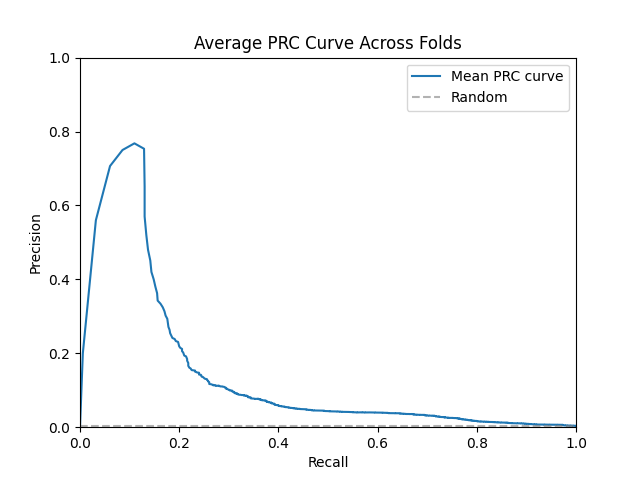 Average PRC Curve Across Folds
1.0
0.8
0.6
0.4
0.2
0.0
Precision
0.0 0.2 0.4 0.6 0.8 1.0
Recall
Mean PRC curve
Random